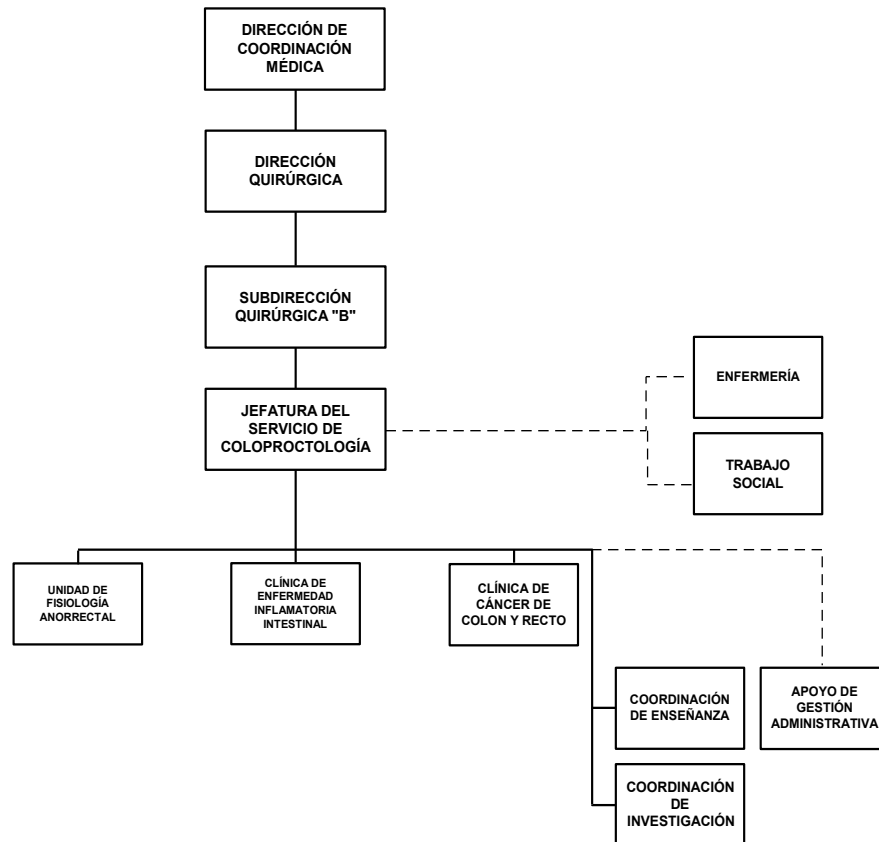 DIRECCIÓN DE
COORDINACIÓN
MÉDICA
DIRECCIÓN
QUIRÚRGICA
SUBDIRECCIÓN
QUIRÚRGICA "B"
JEFATURA DEL
SERVICIO DE
COLOPROCTOLOGÍA
ENFERMERÍA
TRABAJO
SOCIAL
UNIDAD DE
FISIOLOGÍA
ANORRECTAL
CLÍNICA DE
ENFERMEDAD
INFLAMATORIA
INTESTINAL
CLÍNICA DE
CÁNCER DE
COLON Y RECTO
COORDINACIÓN
DE ENSEÑANZA
APOYO DE
GESTIÓN
ADMINISTRATIVA
COORDINACIÓN
DE
INVESTIGACIÓN